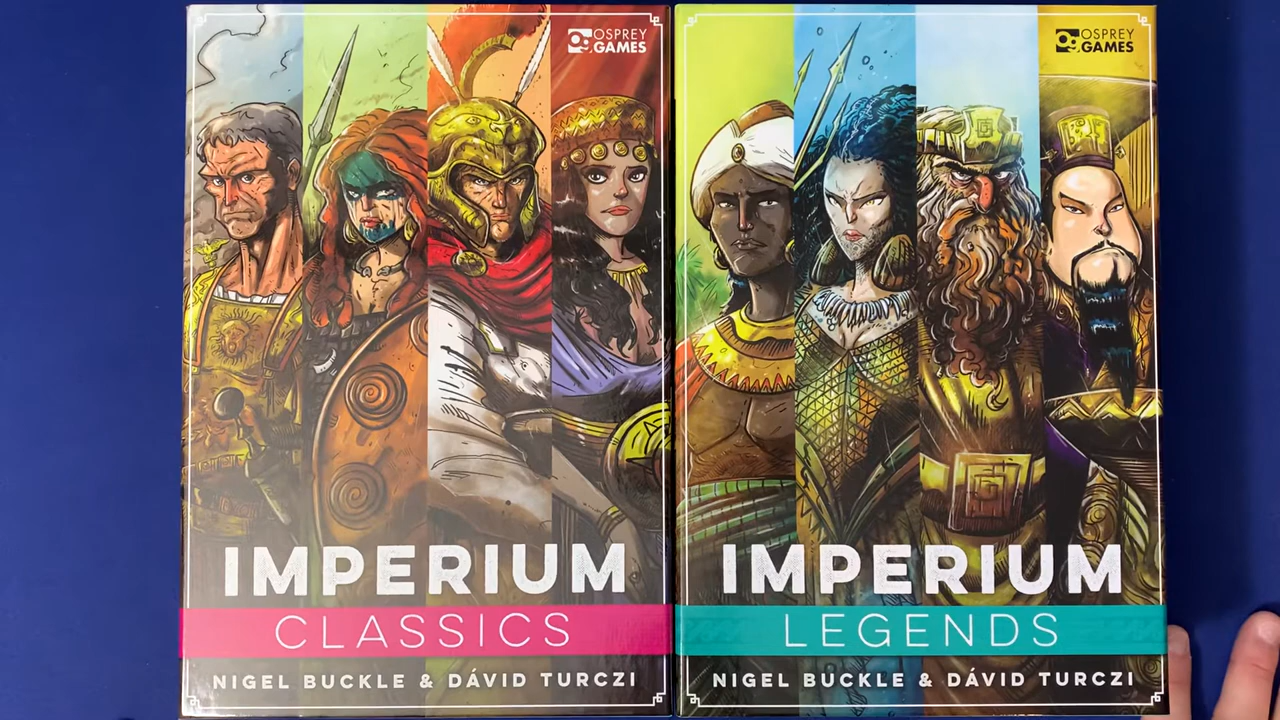 OSPREY
GAMES
IMPERIUM
CLASSICS
NIGEL BUCKLE & DÁVID TURCZI
OSPREY
GAMES
IMPERIUM
LEGENDS
NIGEL BUCKLE & DÁVID TURCZI